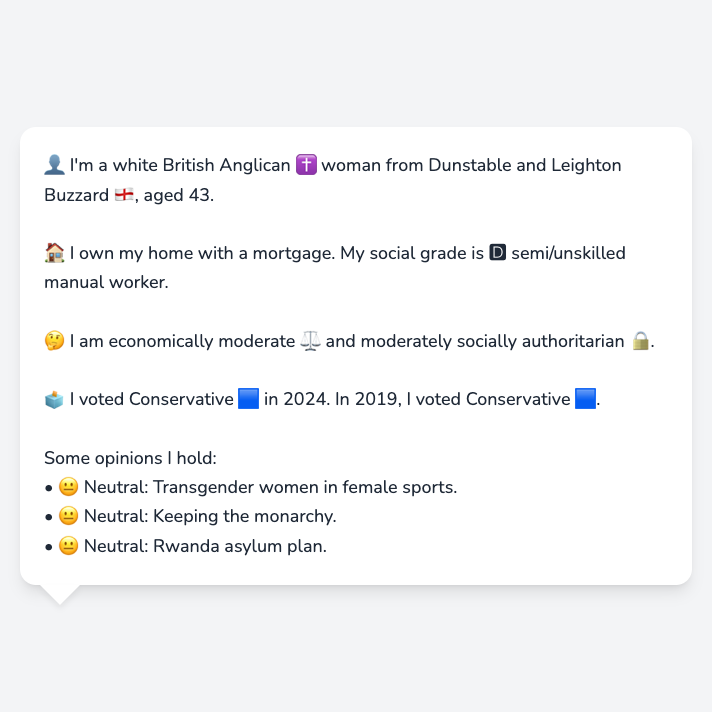 👤 I'm a white British Anglican ✝️ woman from Dunstable and Leighton
Buzzard 🏴󠁧󠁢󠁥󠁮󠁧󠁿, aged 43.
🏠 I own my home with a mortgage. My social grade is 🅳 semi/unskilled
manual worker.
🤔 I am economically moderate ⚖️ and moderately socially authoritarian 🔒.
🗳️ I voted Conservative 🟦 in 2024. In 2019, I voted Conservative 🟦.
Some opinions I hold:
• 😐 Neutral: Transgender women in female sports.
• 😐 Neutral: Keeping the monarchy.
• 😐 Neutral: Rwanda asylum plan.